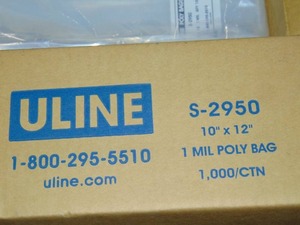 ULINE
1-800-295-5510
uline.com
S-2950
10" x 12"
1 MIL POLY BAG
1,000/CTN